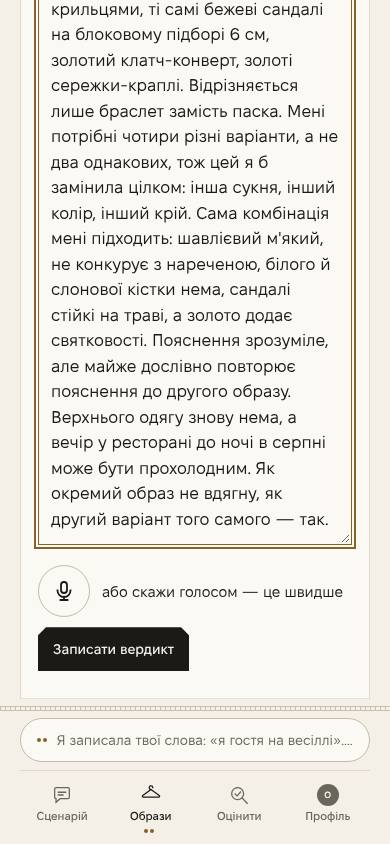 крильцями, ті самі бежеві сандалі
на блоковому підборі 6 см,
золотий клатч-конверт, золоті
сережки-краплі. Відрізняється
лише браслет замість паска. Мені
потрібні чотири різні варіанти, а не
два однакових, тож цей я б
замінила цілком: інша сукня, інший
колір, інший крій. Сама комбінація
мені підходить: шавлієвий м'який,
не конкурує з нареченою, білого й
слонової кістки нема, сандалі
стійкі на траві, а золото додає
святковості. Пояснення зрозуміле,
але майже дослівно повторює
пояснення до другого образу.
Верхнього одягу знову нема, а
вечір у ресторані до ночі в серпні
може бути прохолодним. Як
окремий образ не вдягну, як
другий варіант того самого — так.
або скажи голосом — це швидше
Записати вердикт
Я записала твої слова: «я гостя на весіллі»....
Сценарій
Образи
Оцінити
О
Профіль